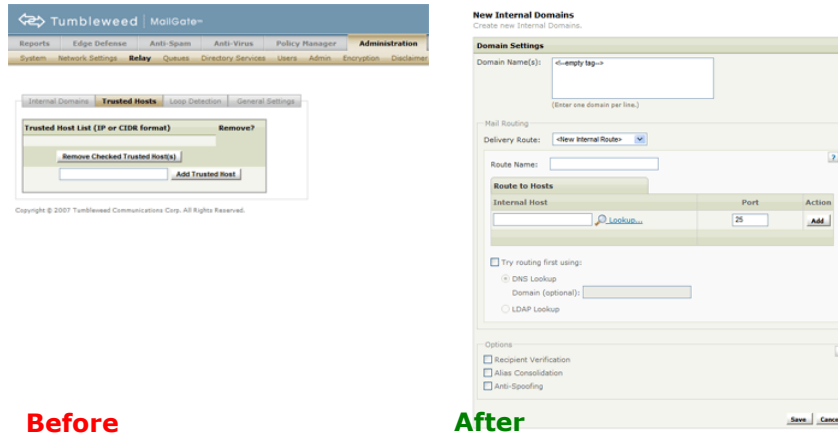 Tumbleweed | MailGate™
Reports Edge Defense Anti-Spam Anti-Virus Policy Manager Administration
System Network Settings Relay Queues Directory Services Users Admin Encryption Disclaimer
Internal Domains Trusted Hosts Loop Detection General Settings
Trusted Host List (IP or CIDR format) Remove?
Remove Checked Trusted Host(s)
Add Trusted Host
Copyright © 2007 Tumbleweed Communications Corp. All Rights Reserved.
Before
New Internal Domains
Create new Internal Domains.
Domain Settings
Domain Name(s): <!--empty tag-->
(Enter one domain per line.)
Mail Routing
Delivery Route: <New Internal Route>
?
Route Name:
Route to Hosts
Internal Host Port Action
Lookup... 25 Add
Try routing first using:
DNS Lookup
Domain (optional):
LDAP Lookup
Options
Recipient Verification
Alias Consolidation
Anti-Spoofing
Save Cance
After